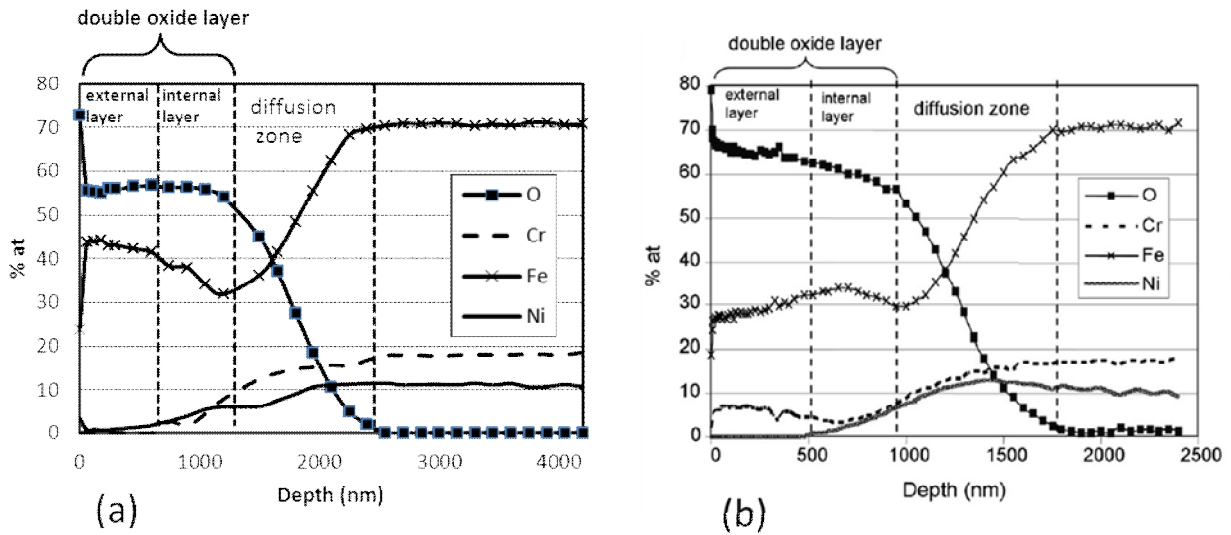 double oxide layer
(a)
80
70
60
50
40
30
20
10
0
% at
external
layer
internal
layer
diffusion
zone
O
Cr
Fe
Ni
0 1000 2000 3000 4000
Depth (nm)
double oxide layer
(b)
80
70
60
50
40
30
20
10
0
% at
external
layer
internal
layer
diffusion zone
O
Cr
Fe
Ni
0 500 1000 1500 2000 2500
Depth (nm)